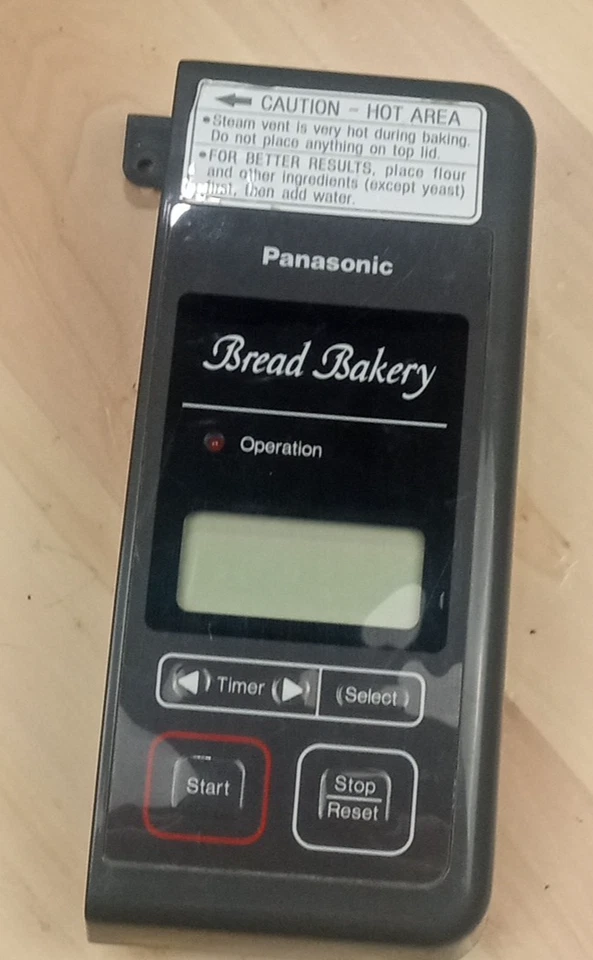 CAUTION - HOT AREA
•Steam vent is very hot during baking.
Do not place anything on top lid.
•FOR BETTER RESULTS, place flour
and other ingredients (except yeast)
first, then add water.
Panasonic
Bread Bakery
Operation
Timer Select
Start Stop
Reset